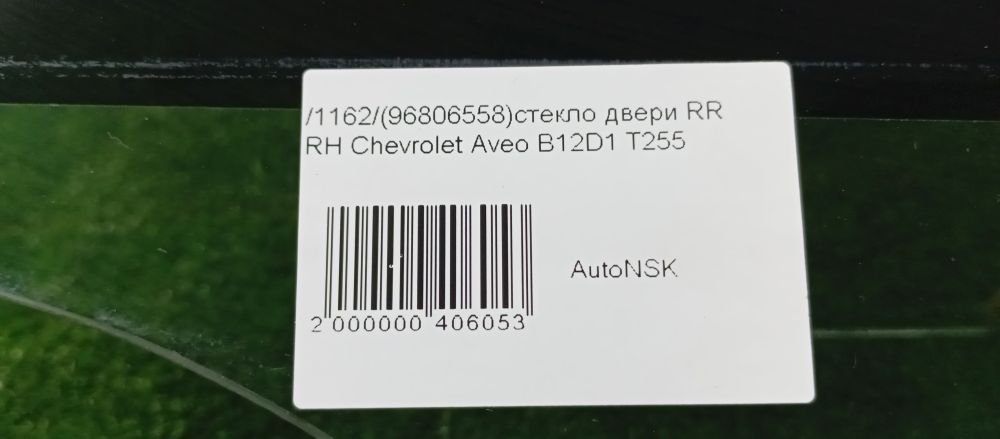 /1162/(96806558)стекло двери RR
RH Chevrolet Aveo B12D1 T255
AutoNSK
2 000000 406053